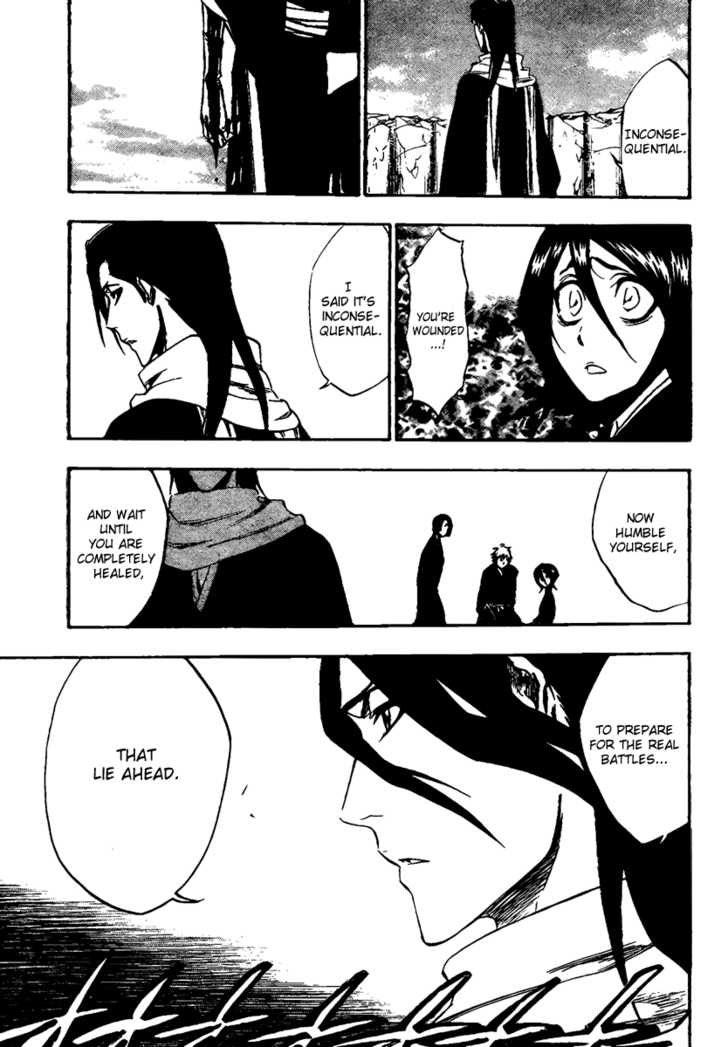 INCONSE-
QUENTIAL.
YOU'RE
WOUNDED
...!
I
SAID IT'S
INCONSE-
QUENTIAL.
NOW
HUMBLE
YOURSELF,
AND WAIT
UNTIL
YOU ARE
COMPLETELY
HEALED,
TO PREPARE
FOR THE REAL
BATTLES...
THAT
LIE AHEAD.